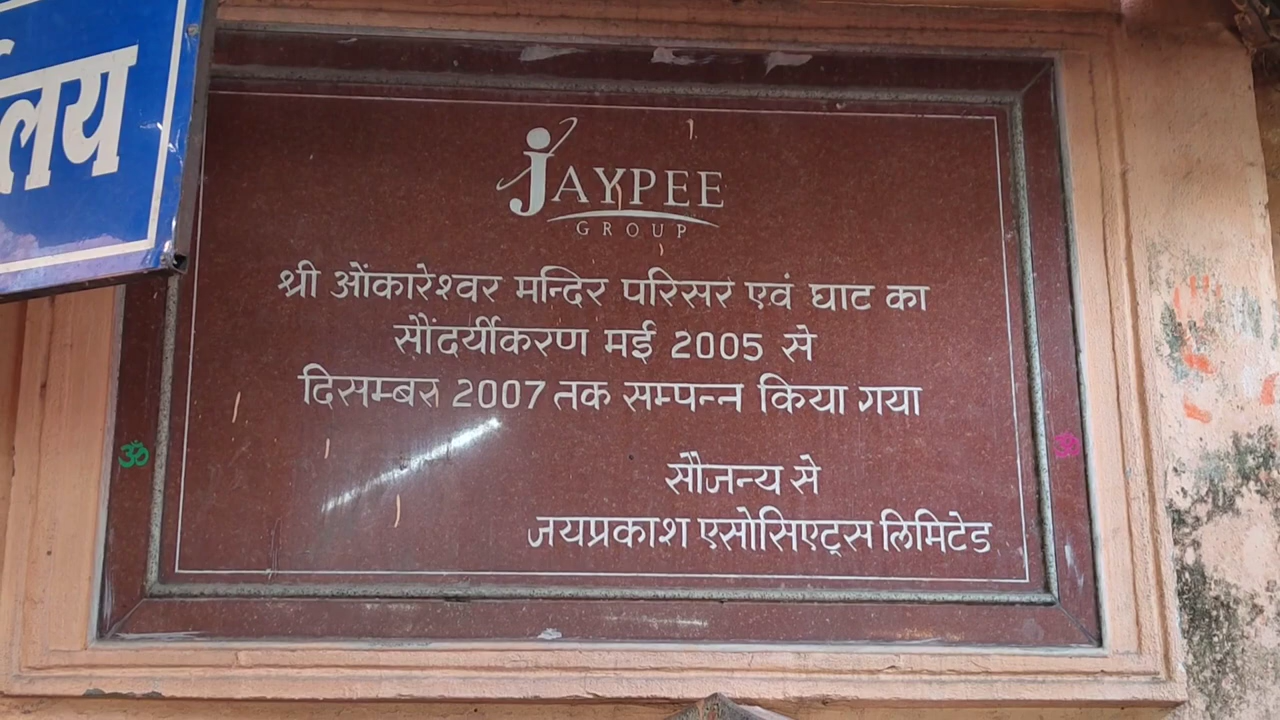 JAYPEE
GROUP
श्री ओंकारेश्वर मन्दिर परिसर एवं घाट का
सौंदर्यीकरण मई 2005 से
दिसम्बर 2007 तक सम्पन्न किया गया
सौजन्य से
जयप्रकाश एसोसिएट्स लिमिटेड
ॐ
ॐ